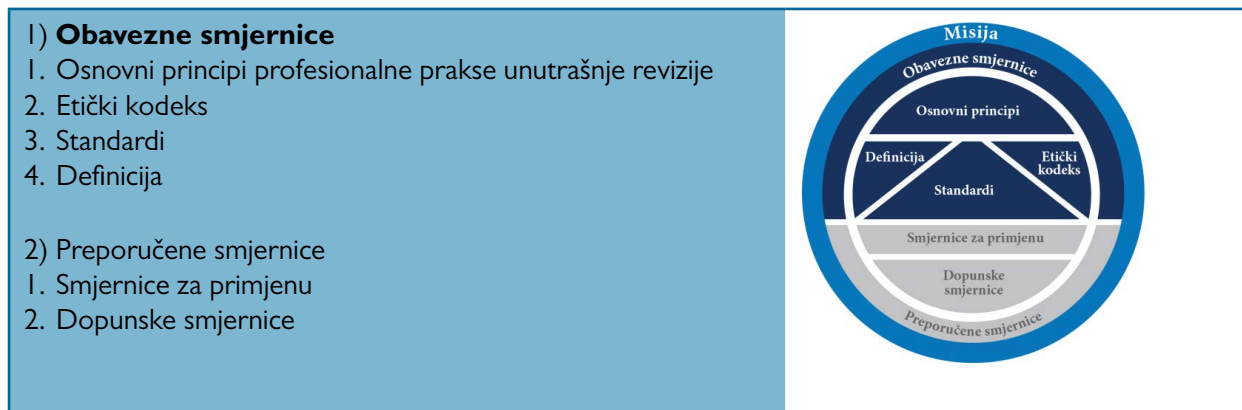 1) Obavezne smjernice
1. Osnovni principi profesionalne prakse unutrašnje revizije
2. Etički kodeks
3. Standardi
4. Definicija
2) Preporučene smjernice
1. Smjernice za primjenu
2. Dopunske smjernice
Misija
Obavezne smjernice
Osnovni principi
Definicija
Etički
kodeks
Standardi
Smjernice za primjenu
Dopunske
smjernice
Preporučene smjernice